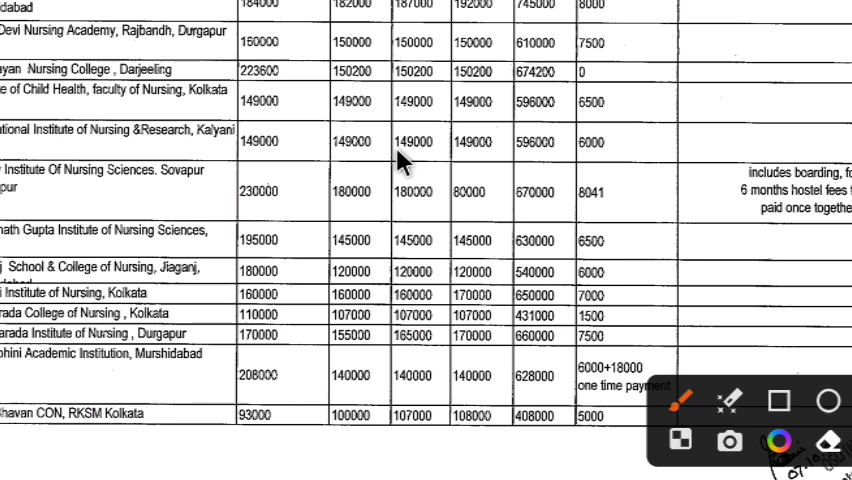 idabad 184000 182000 187000 192000 745000 8000
Devi Nursing Academy, Rajbandh, Durgapur
160000 150000 150000 150000 610000 7500
ayan Nursing College , Darjeeling 223600 150200 150200 150200 674200 0
e of Child Health, faculty of Nursing, Kolkata
149000 149000 149000 149000 596000 6500
ational Institute of Nursing &Research, Kalyani
149000 149000 149000 149000 596000 6000
Institute Of Nursing Sciences. Sovapur
pur
230000 180000 180000 80000 670000 8041
includes boarding, fo
6 months hostel fees
paid once togethe
nath Gupta Institute of Nursing Sciences,
195000 145000 145000 145000 630000 6500
j School & College of Nursing, Jiaganj,
180000 120000 120000 120000 540000 6000
i Institute of Nursing, Kolkata 160000 160000 160000 170000 650000 7000
rada College of Nursing , Kolkata 110000 107000 107000 107000 431000 1500
arada Institute of Nursing , Durgapur 170000 155000 165000 170000 660000 7500
ohini Academic Institution, Murshidabad
208000 140000 140000 140000 628000 6000+18000
one time payment
Bhavan CON, RKSM Kolkata 93000 100000 107000 108000 408000 5000
07.10